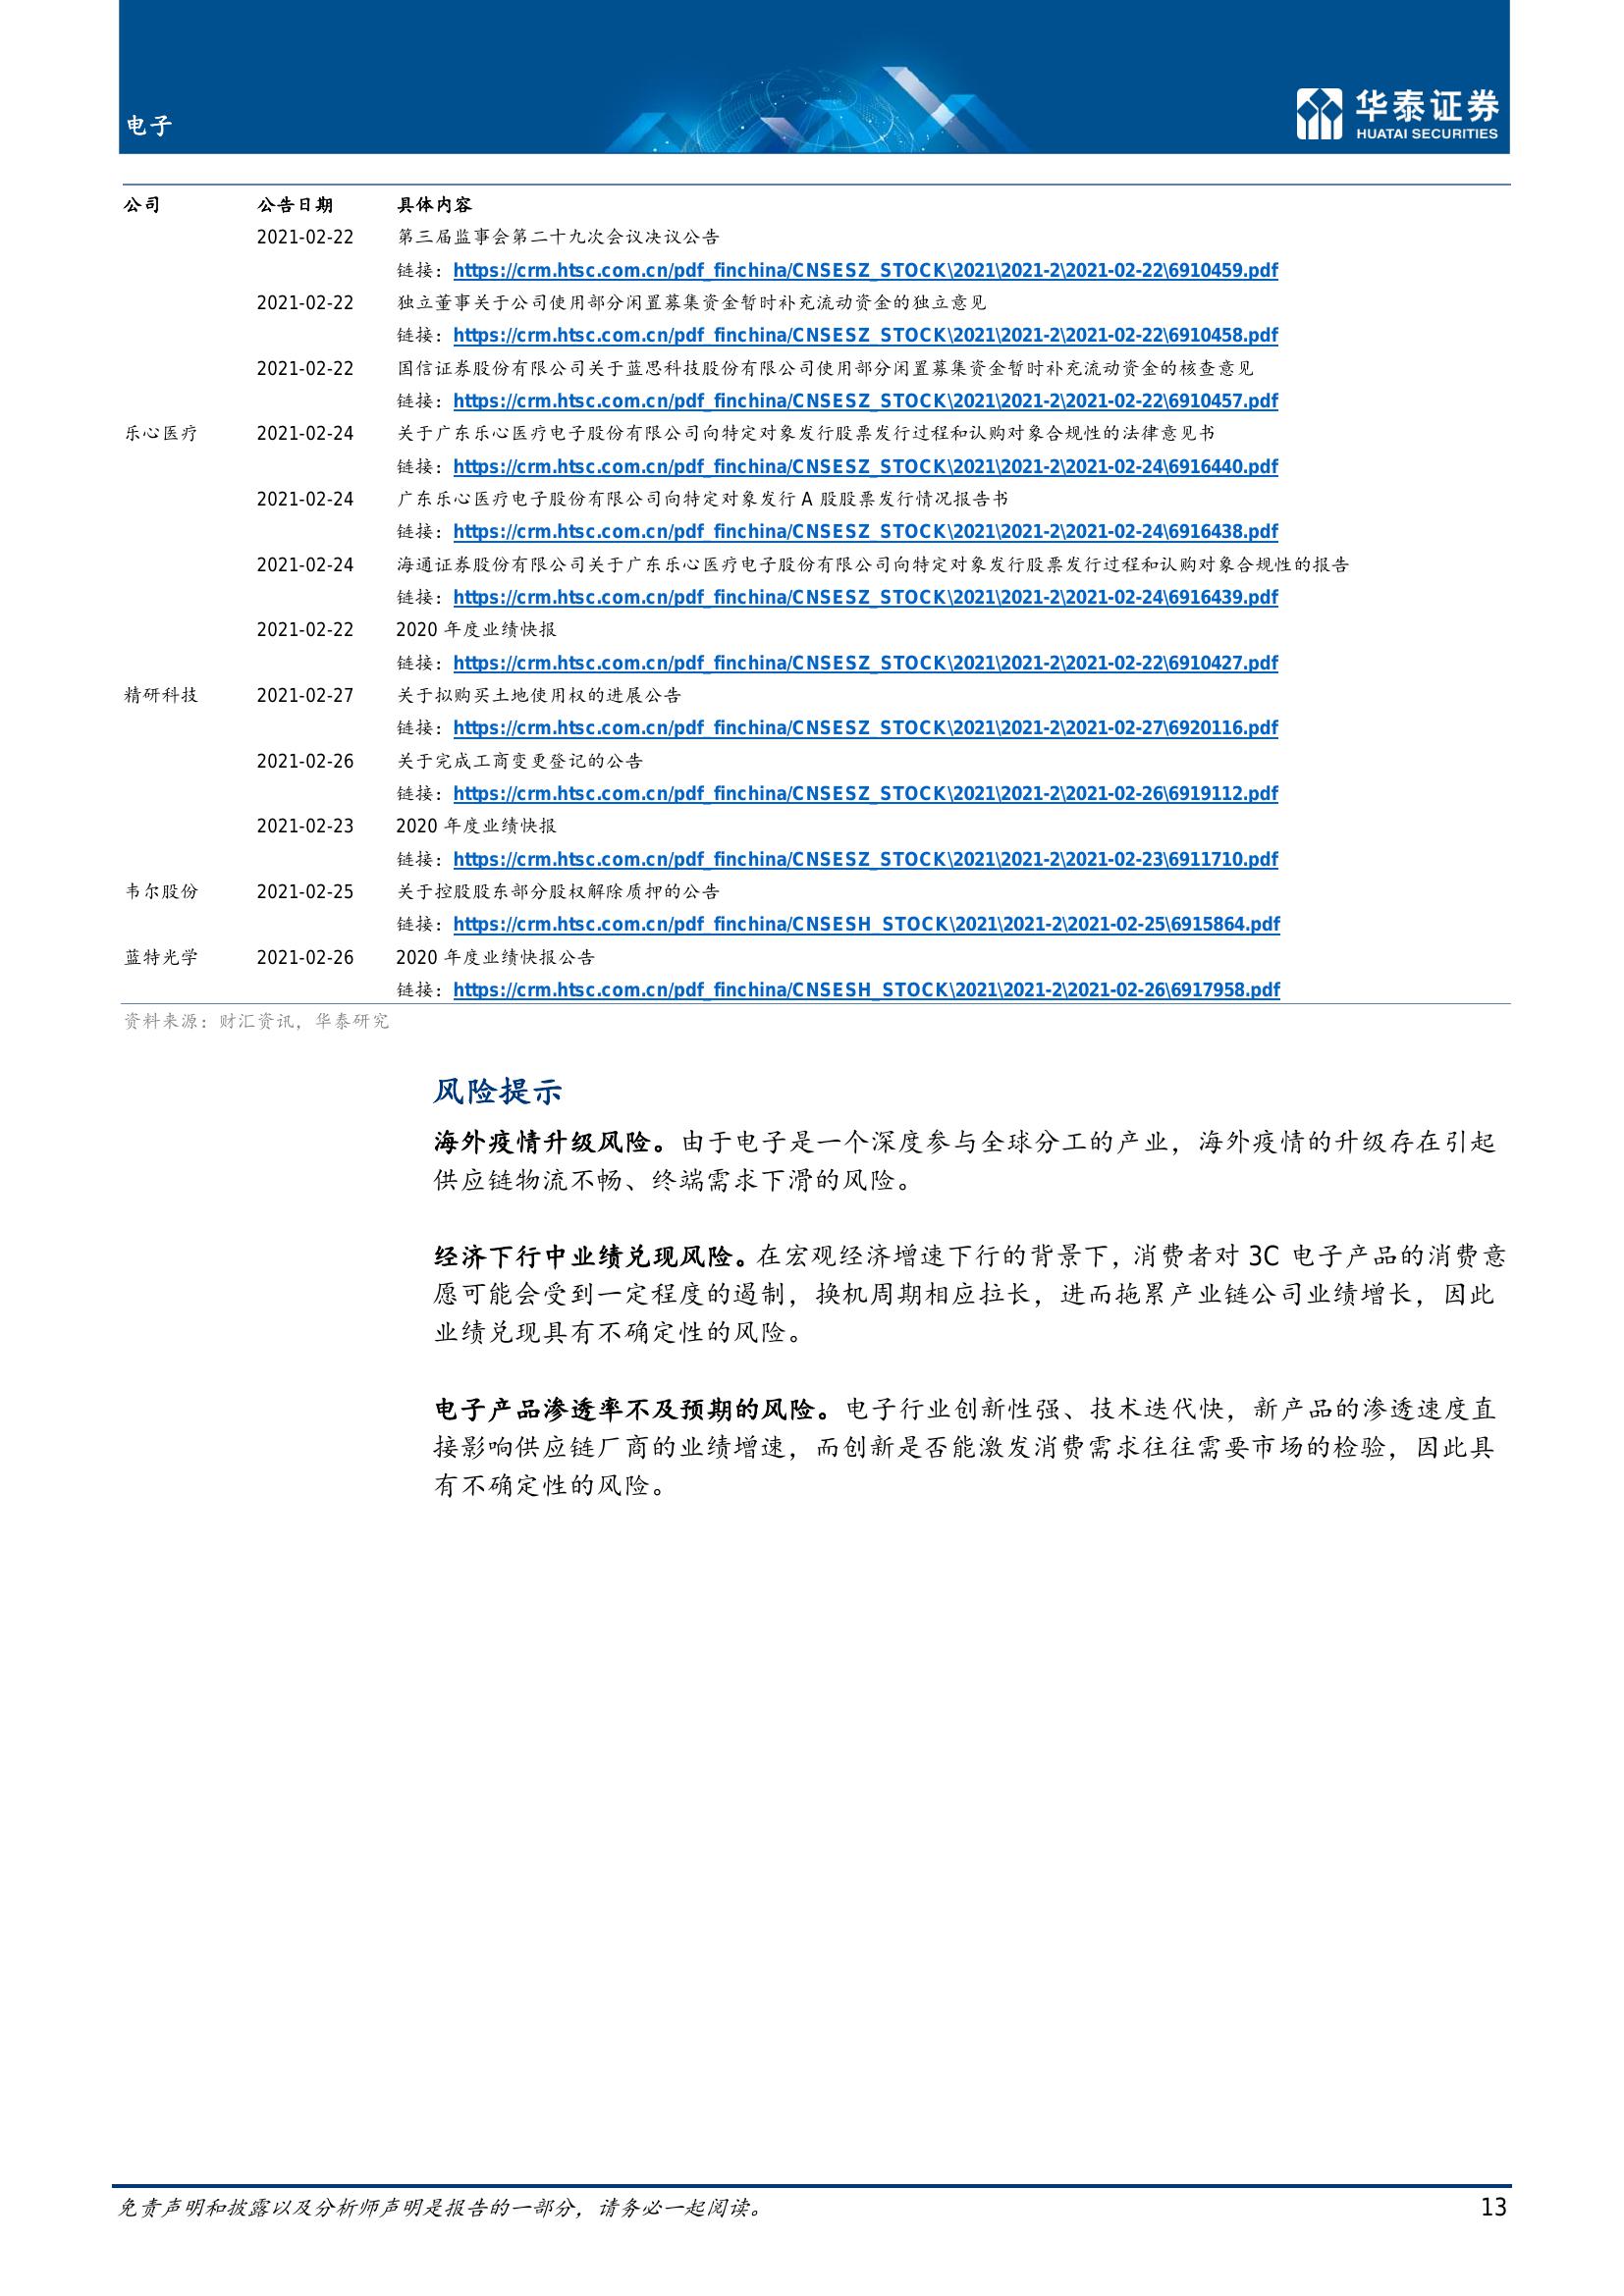 电子
华泰证券
HUATAI SECURITIES
公司 公告日期 具体内容
2021-02-22 第三届监事会第二十九次会议决议公告
链接：https://crm.htsc.com.cn/pdf_finchina/CNSESZ_STOCK\2021\2021-2\2021-02-22\6910459.pdf
2021-02-22 独立董事关于公司使用部分闲置募集资金暂时补充流动资金的独立意见
链接：https://crm.htsc.com.cn/pdf_finchina/CNSESZ_STOCK\2021\2021-2\2021-02-22\6910458.pdf
2021-02-22 国信证券股份有限公司关于蓝思科技股份有限公司使用部分闲置募集资金暂时补充流动资金的核查意见
链接：https://crm.htsc.com.cn/pdf_finchina/CNSESZ_STOCK\2021\2021-2\2021-02-22\6910457.pdf
乐心医疗 2021-02-24 关于广东乐心医疗电子股份有限公司向特定对象发行股票发行过程和认购对象合规性的法律意见书
链接：https://crm.htsc.com.cn/pdf_finchina/CNSESZ_STOCK\2021\2021-2\2021-02-24\6916440.pdf
2021-02-24 广东乐心医疗电子股份有限公司向特定对象发行 A 股股票发行情况报告书
链接：https://crm.htsc.com.cn/pdf_finchina/CNSESZ_STOCK\2021\2021-2\2021-02-24\6916438.pdf
2021-02-24 海通证券股份有限公司关于广东乐心医疗电子股份有限公司向特定对象发行股票发行过程和认购对象合规性的报告
链接：https://crm.htsc.com.cn/pdf_finchina/CNSESZ_STOCK\2021\2021-2\2021-02-24\6916439.pdf
2021-02-22 2020 年度业绩快报
链接：https://crm.htsc.com.cn/pdf_finchina/CNSESZ_STOCK\2021\2021-2\2021-02-22\6910427.pdf
精研科技 2021-02-27 关于拟购买土地使用权的进展公告
链接：https://crm.htsc.com.cn/pdf_finchina/CNSESZ_STOCK\2021\2021-2\2021-02-27\6920116.pdf
2021-02-26 关于完成工商变更登记的公告
链接：https://crm.htsc.com.cn/pdf_finchina/CNSESZ_STOCK\2021\2021-2\2021-02-26\6919112.pdf
2021-02-23 2020 年度业绩快报
链接：https://crm.htsc.com.cn/pdf_finchina/CNSESZ_STOCK\2021\2021-2\2021-02-23\6911710.pdf
韦尔股份 2021-02-25 关于控股股东部分股权解除质押的公告
链接：https://crm.htsc.com.cn/pdf_finchina/CNSESH_STOCK\2021\2021-2\2021-02-25\6915864.pdf
蓝特光学 2021-02-26 2020 年度业绩快报公告
链接：https://crm.htsc.com.cn/pdf_finchina/CNSESH_STOCK\2021\2021-2\2021-02-26\6917958.pdf
资料来源：财汇资讯，华泰研究
风险提示
海外疫情升级风险。由于电子是一个深度参与全球分工的产业，海外疫情的升级存在引起
供应链物流不畅、终端需求下滑的风险。
经济下行中业绩兑现风险。在宏观经济增速下行的背景下，消费者对 3C 电子产品的消费意
愿可能会受到一定程度的遏制，换机周期相应拉长，进而拖累产业链公司业绩增长，因此
业绩兑现具有不确定性的风险。
电子产品渗透率不及预期的风险。电子行业创新性强、技术迭代快，新产品的渗透速度直
接影响供应链厂商的业绩增速，而创新是否能激发消费需求往往需要市场的检验，因此具
有不确定性的风险。
免责声明和披露以及分析师声明是报告的一部分，请务必一起阅读。 13